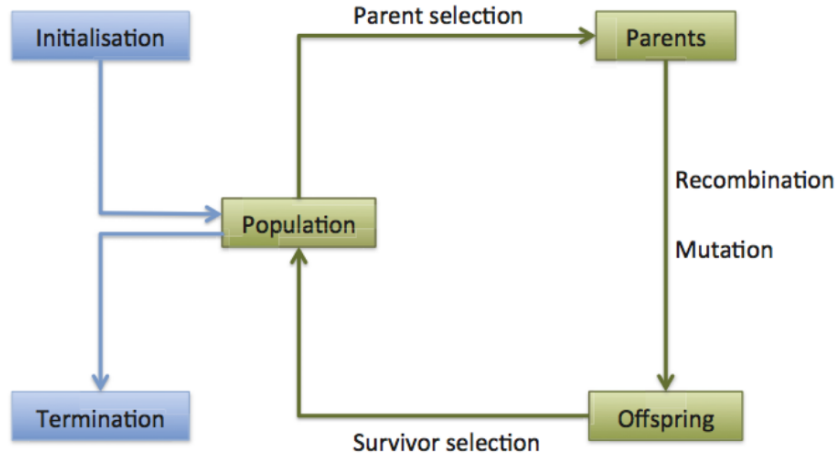 Parent selection
Initialisation
Parents
Recombination
Population
Mutation
Termination
Offspring
Survivor selection